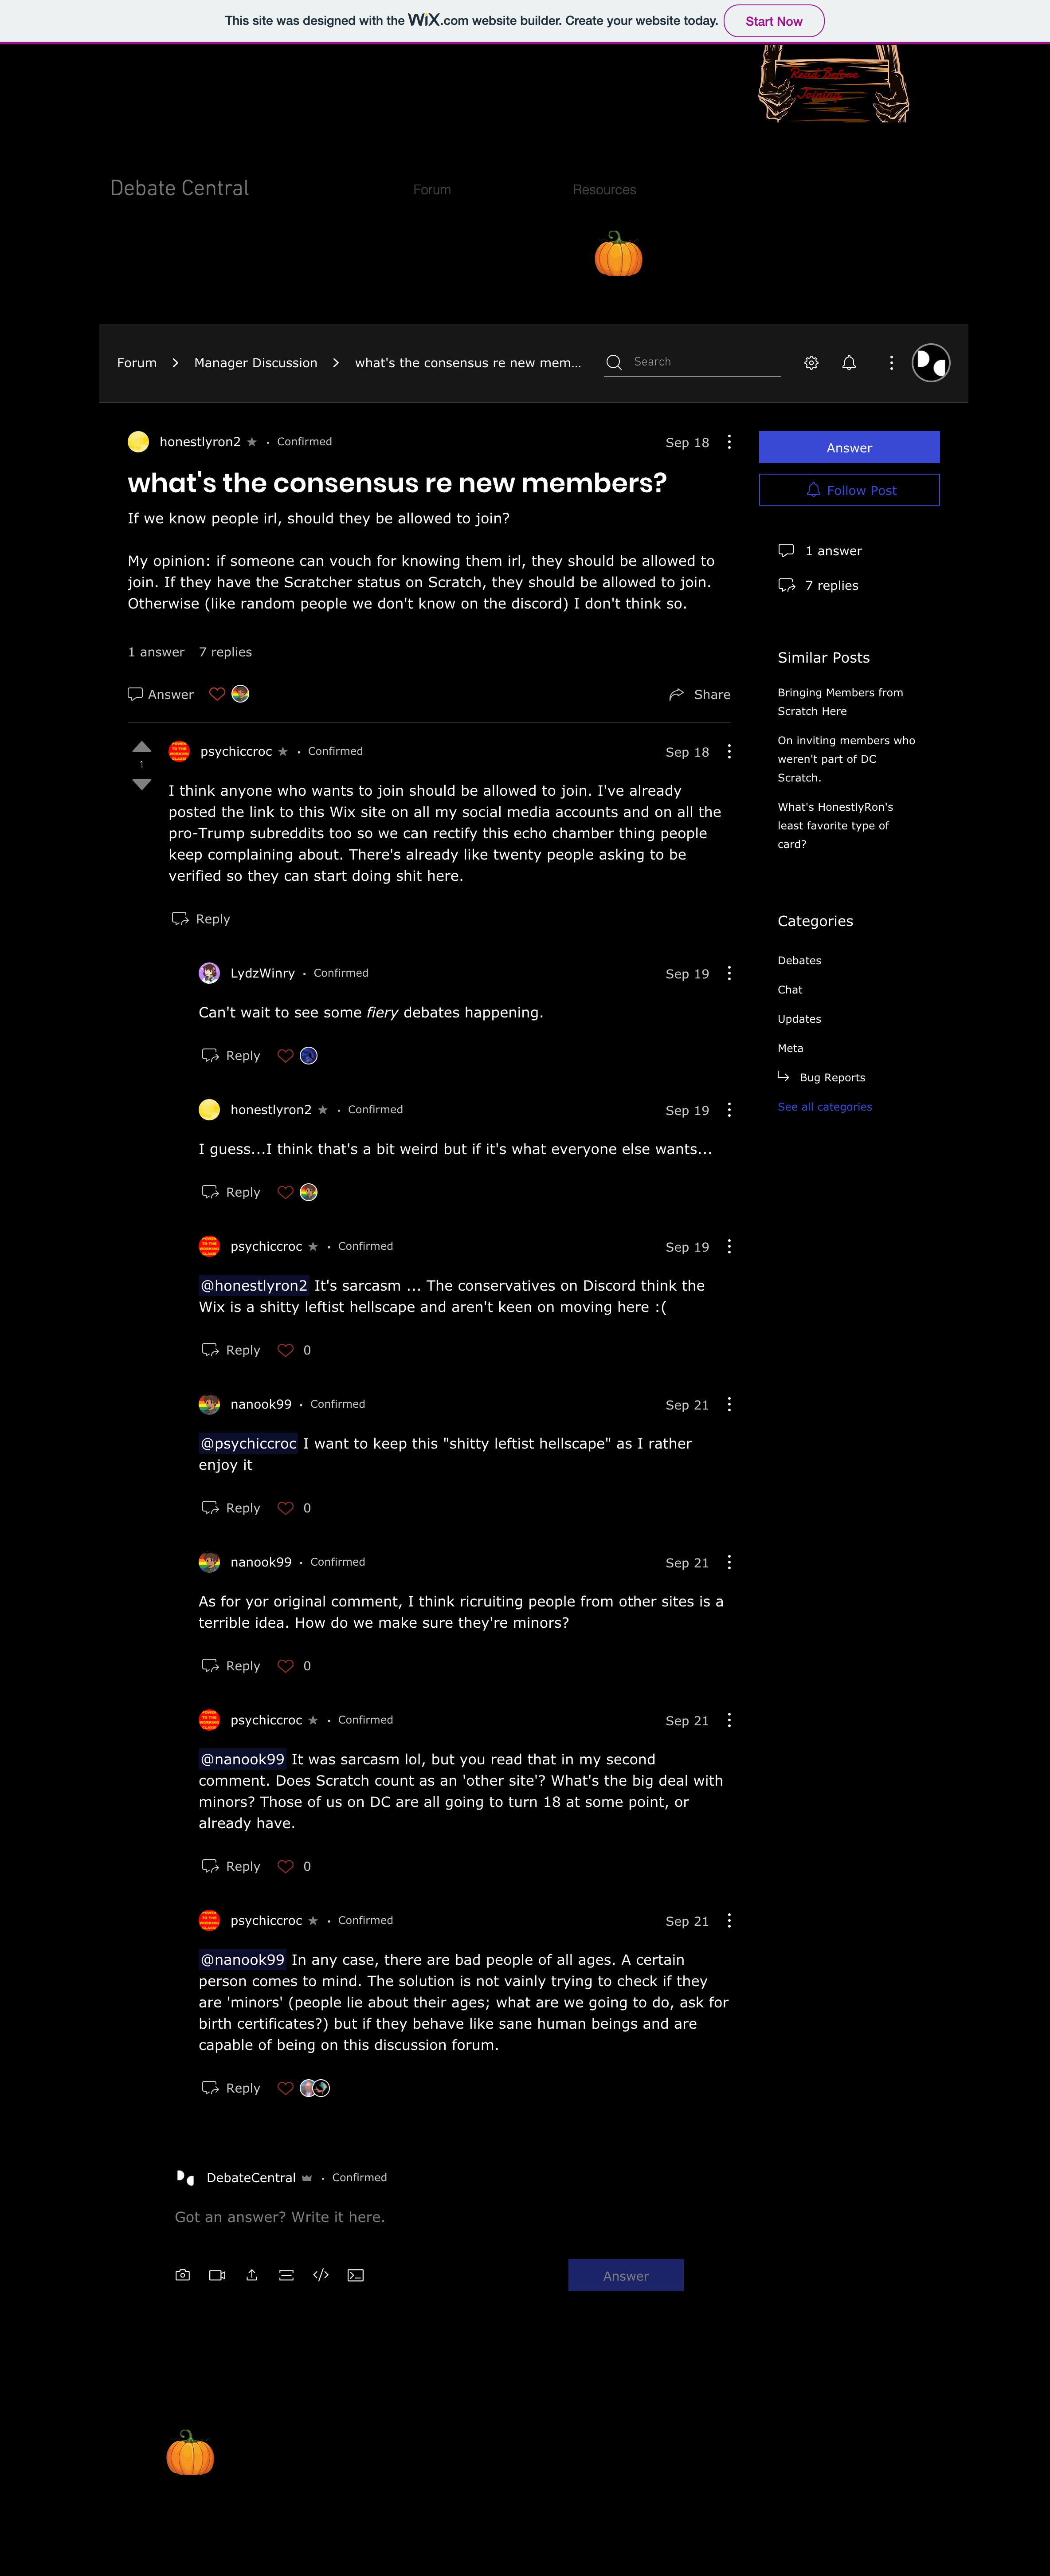 This site was designed with the WiX.com website builder. Create your website today. Start Now
Read Before
Joining
Debate Central
Forum
Resources
Forum > Manager Discussion > what's the consensus re new mem...
Search
honestlyron2 ★ · Confirmed
Sep 18
what's the consensus re new members?
If we know people irl, should they be allowed to join?
My opinion: if someone can vouch for knowing them irl, they should be allowed to
join. If they have the Scratcher status on Scratch, they should be allowed to join.
Otherwise (like random people we don't know on the discord) I don't think so.
1 answer 7 replies
Answer
Share
1
psychiccroc ★ · Confirmed
Sep 18
I think anyone who wants to join should be allowed to join. I've already
posted the link to this Wix site on all my social media accounts and on all the
pro-Trump subreddits too so we can rectify this echo chamber thing people
keep complaining about. There's already like twenty people asking to be
verified so they can start doing shit here.
Reply
LydzWinry · Confirmed
Sep 19
Can't wait to see some fiery debates happening.
Reply
honestlyron2 ★ · Confirmed
Sep 19
I guess...I think that's a bit weird but if it's what everyone else wants...
Reply
psychiccroc ★ · Confirmed
Sep 19
@honestlyron2 It's sarcasm ... The conservatives on Discord think the
Wix is a shitty leftist hellscape and aren't keen on moving here :(
Reply 0
nanook99 · Confirmed
Sep 21
@psychiccroc I want to keep this "shitty leftist hellscape" as I rather
enjoy it
Reply 0
nanook99 · Confirmed
Sep 21
As for yor original comment, I think ricruiting people from other sites is a
terrible idea. How do we make sure they're minors?
Reply 0
psychiccroc ★ · Confirmed
Sep 21
@nanook99 It was sarcasm lol, but you read that in my second
comment. Does Scratch count as an 'other site'? What's the big deal with
minors? Those of us on DC are all going to turn 18 at some point, or
already have.
Reply 0
psychiccroc ★ · Confirmed
Sep 21
@nanook99 In any case, there are bad people of all ages. A certain
person comes to mind. The solution is not vainly trying to check if they
are 'minors' (people lie about their ages; what are we going to do, ask for
birth certificates?) but if they behave like sane human beings and are
capable of being on this discussion forum.
Reply
DebateCentral · Confirmed
Got an answer? Write it here.
Answer
Answer
Follow Post
1 answer
7 replies
Similar Posts
Bringing Members from
Scratch Here
On inviting members who
weren't part of DC
Scratch.
What's HonestlyRon's
least favorite type of
card?
Categories
Debates
Chat
Updates
Meta
Bug Reports
See all categories